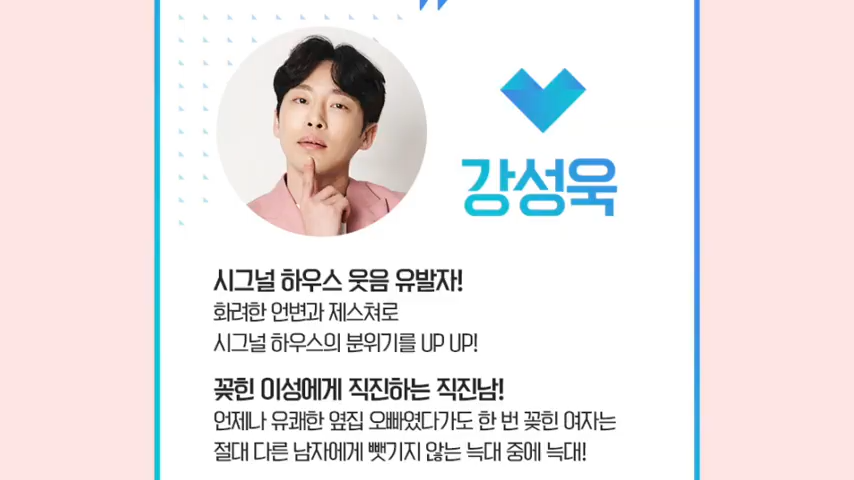 강성욱
시그널 하우스 웃음 유발자!
화려한 언변과 제스쳐로
시그널 하우스의 분위기를 UP UP!
꽂힌 이성에게 직진하는 직진남!
언제나 유쾌한 옆집 오빠였다가도 한 번 꽂힌 여자는
절대 다른 남자에게 뺏기지 않는 늑대 중에 늑대!